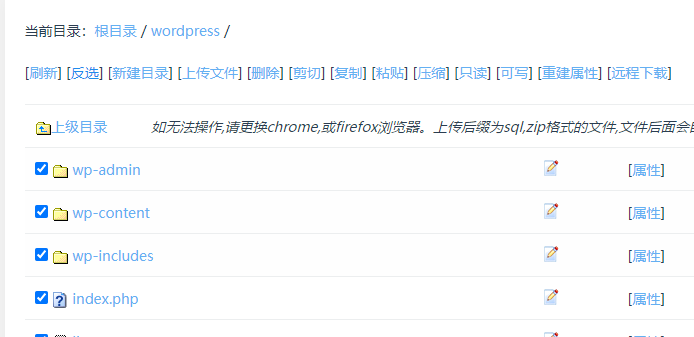 当前目录：根目录 / wordpress /
[刷新] [反选] [新建目录] [上传文件] [删除] [剪切] [复制] [粘贴] [压缩] [只读] [可写] [重建属性] [远程下载]
上级目录 如无法操作,请更换chrome,或firefox浏览器。上传后缀为sql,zip格式的文件,文件后面会
wp-admin [属性]
wp-content [属性]
wp-includes [属性]
index.php [属性]